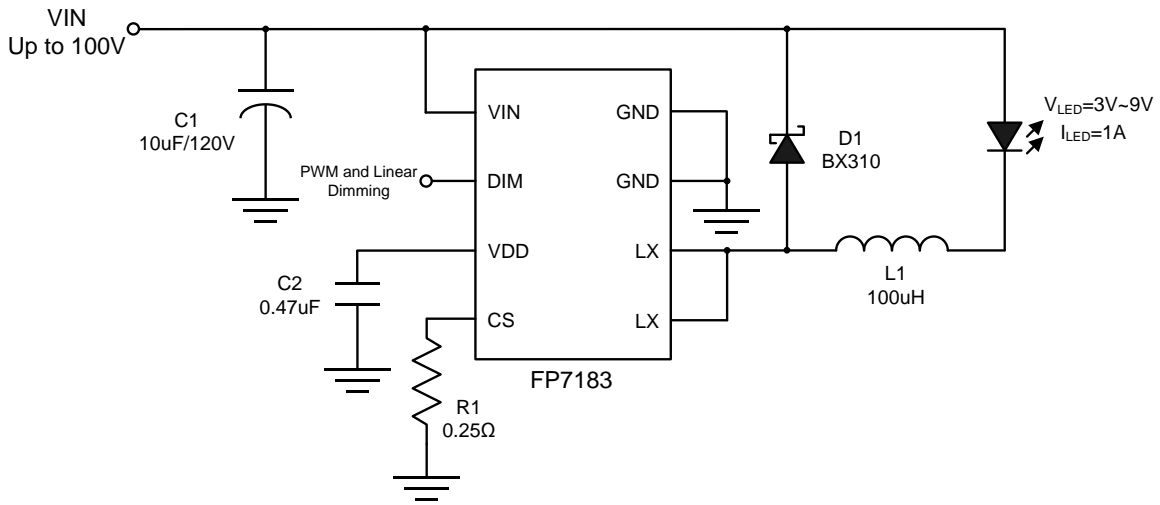 VIN
Up to 100V
C1
10uF/120V
PWM and Linear
Dimming
C2
0.47uF
R1
0.25Ω
VIN
DIM
VDD
CS
GND
GND
LX
LX
FP7183
D1
BX310
L1
100uH
VLED=3V~9V
ILED=1A